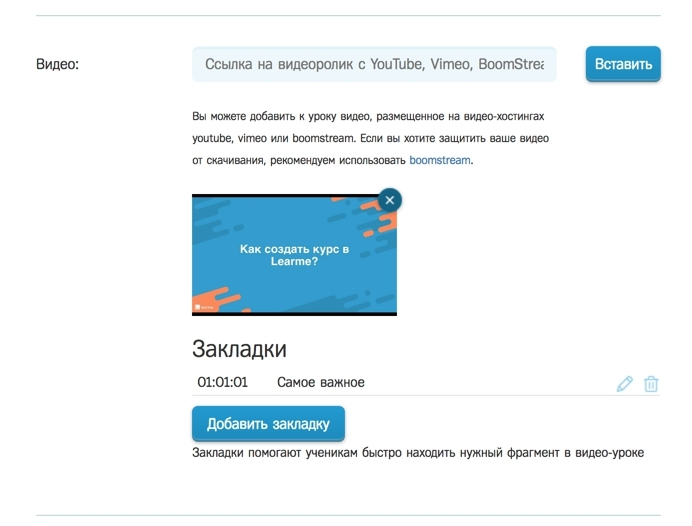 Видео:
Ссылка на видеоролик с YouTube, Vimeo, BoomStrea
Вставить
Вы можете добавить к уроку видео, размещенное на видео-хостингах
youtube, vimeo или boomstream. Если вы хотите защитить ваше видео
от скачивания, рекомендуем использовать boomstream.
Как создать курс в
Learme?
Закладки
01:01:01 Самое важное
Добавить закладку
Закладки помогают ученикам быстро находить нужный фрагмент в видео-уроке